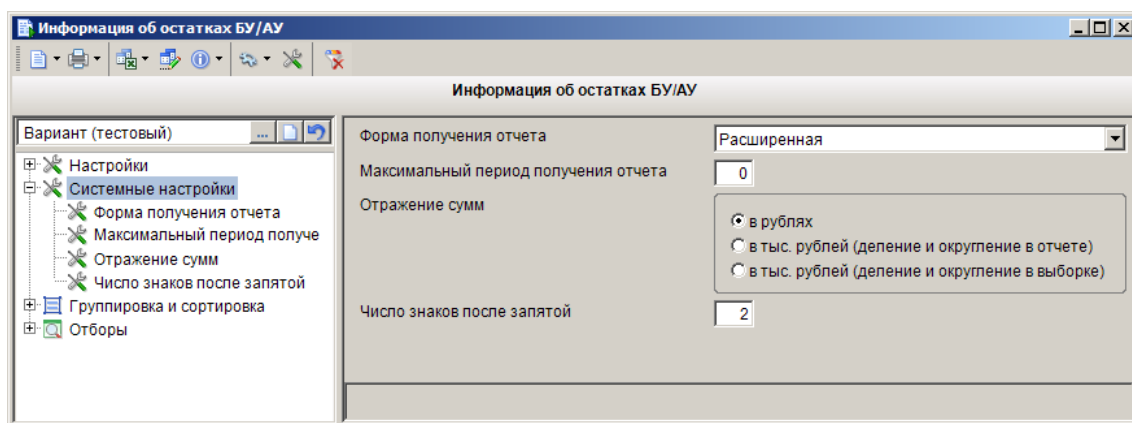 Информация об остатках БУ/АУ
Информация об остатках БУ/АУ
Вариант (тестовый)
...
Настройки
Системные настройки
Форма получения отчета
Максимальный период получе
Отражение сумм
Число знаков после запятой
Группировка и сортировка
Отборы
Форма получения отчета
Расширенная
Максимальный период получения отчета
0
Отражение сумм
в рублях
в тыс. рублей (деление и округление в отчете)
в тыс. рублей (деление и округление в выборке)
Число знаков после запятой
2